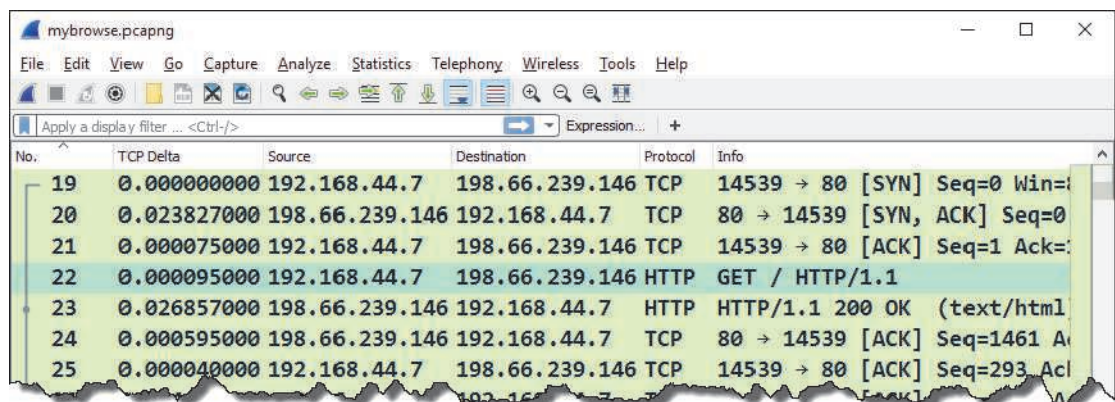 mybrowse.pcapng
File Edit View Go Capture Analyze Statistics Telephony Wireless Tools Help
Apply a display filter ... <Ctrl-/> Expression... +
No. TCP Delta Source Destination Protocol Info
19 0.000000000 192.168.44.7 198.66.239.146 TCP 14539 → 80 [SYN] Seq=0
20 0.023827000 198.66.239.146 192.168.44.7 TCP 80 → 14539 [SYN, ACK] Seq=0
21 0.000075000 192.168.44.7 198.66.239.146 TCP 14539 → 80 [ACK] Seq=1
22 0.000095000 192.168.44.7 198.66.239.146 HTTP GET / HTTP/1.1
23 0.026857000 198.66.239.146 192.168.44.7 HTTP HTTP/1.1 200 OK (text/html
24 0.000595000 198.66.239.146 192.168.44.7 TCP 80 → 14539 [ACK] Seq=1461
25 0.000040000 192.168.44.7 198.66.239.146 TCP 14539 → 80 [ACK] Seq=293